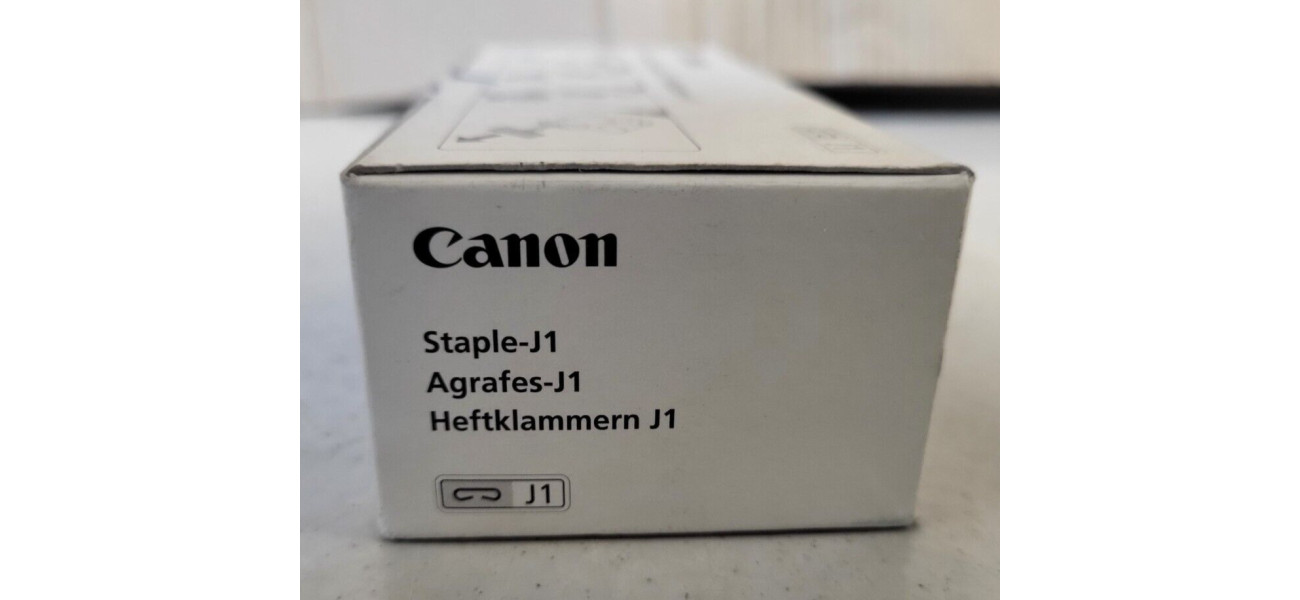 Canon
Staple-J1
Agrafes-J1
Heftklammern J1
J1